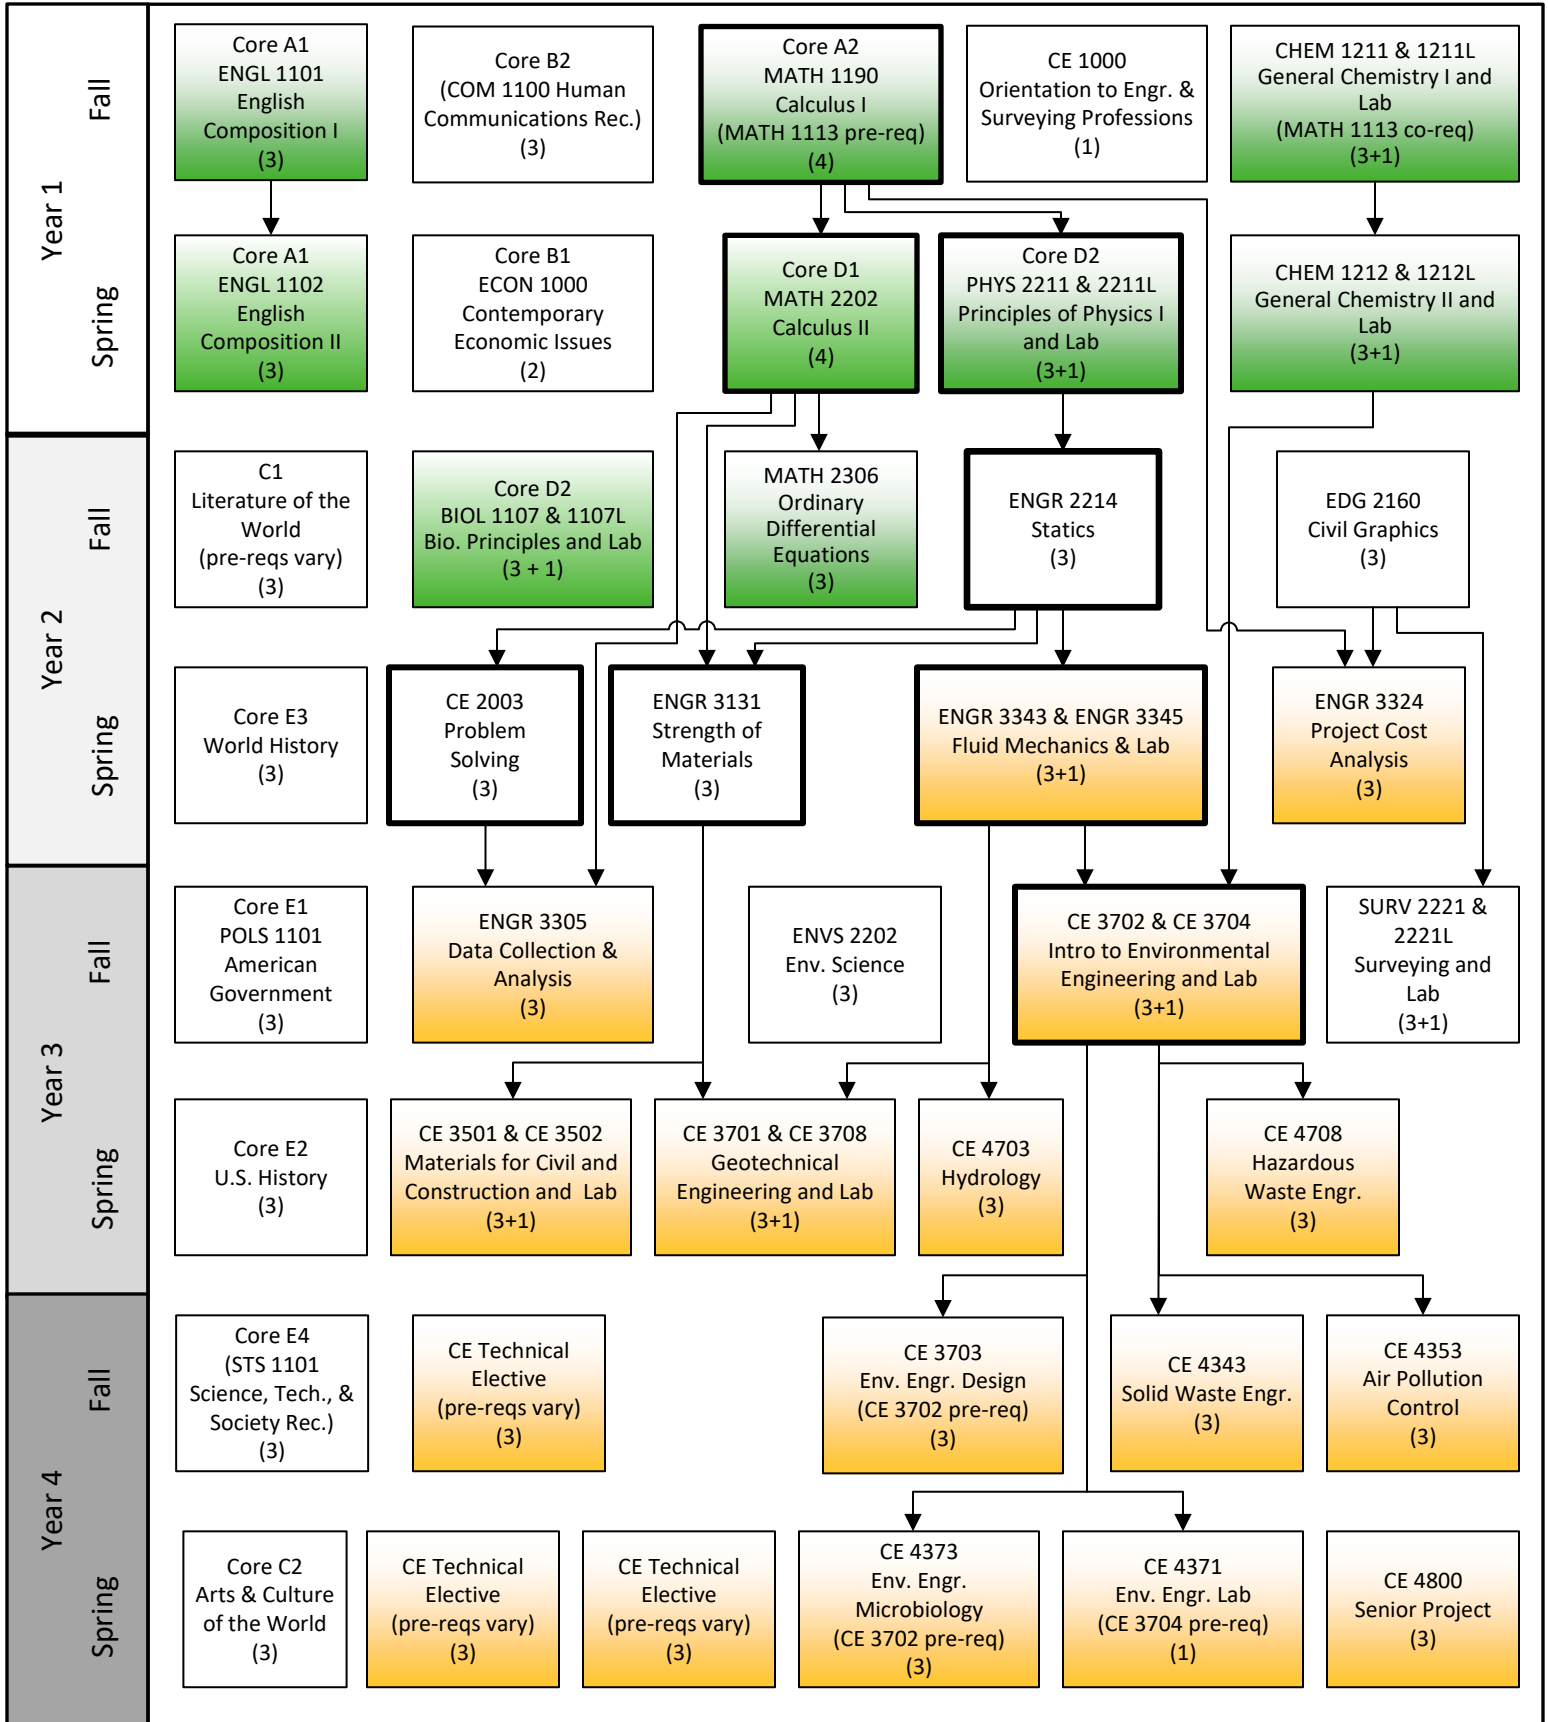 Year 1
Fall
Core A1
ENGL 1101
English
Composition I
(3)
Core B2
(COM 1100 Human
Communications Rec.)
(3)
Core A2
MATH 1190
Calculus I
(MATH 1113 pre-req)
(4)
CE 1000
Orientation to Engr. &
Surveying Professions
(1)
CHEM 1211 & 1211L
General Chemistry I and
Lab
(MATH 1113 co-req)
(3+1)
Spring
Core A1
ENGL 1102
English
Composition II
(3)
Core B1
ECON 1000
Contemporary
Economic Issues
(2)
Core D1
MATH 2202
Calculus II
(4)
Core D2
PHYS 2211 & 2211L
Principles of Physics I
and Lab
(3+1)
CHEM 1212 & 1212L
General Chemistry II and
Lab
(3+1)
Year 2
Fall
C1
Literature of the
World
(pre-reqs vary)
(3)
Core D2
BIOL 1107 & 1107L
Bio. Principles and Lab
(3 + 1)
MATH 2306
Ordinary
Differential
Equations
(3)
ENGR 2214
Statics
(3)
EDG 2160
Civil Graphics
(3)
Spring
Core E3
World History
(3)
CE 2003
Problem
Solving
(3)
ENGR 3131
Strength of
Materials
(3)
ENGR 3343 & ENGR 3345
Fluid Mechanics & Lab
(3+1)
ENGR 3324
Project Cost
Analysis
(3)
Year 3
Fall
Core E1
POLS 1101
American
Government
(3)
ENGR 3305
Data Collection &
Analysis
(3)
ENVS 2202
Env. Science
(3)
CE 3702 & CE 3704
Intro to Environmental
Engineering and Lab
(3+1)
SURV 2221 &
2221L
Surveying and
Lab
(3+1)
Spring
Core E2
U.S. History
(3)
CE 3501 & CE 3502
Materials for Civil and
Construction and Lab
(3+1)
CE 3701 & CE 3708
Geotechnical
Engineering and Lab
(3+1)
CE 4703
Hydrology
(3)
CE 4708
Hazardous
Waste Engr.
(3)
Year 4
Fall
Core E4
(STS 1101
Science, Tech., &
Society Rec.)
(3)
CE Technical
Elective
(pre-reqs vary)
(3)
CE 3703
Env. Engr. Design
(CE 3702 pre-req)
(3)
CE 4343
Solid Waste Engr.
(3)
CE 4353
Air Pollution
Control
(3)
Spring
Core C2
Arts & Culture
of the World
(3)
CE Technical
Elective
(pre-reqs vary)
(3)
CE Technical
Elective
(pre-reqs vary)
(3)
CE 4373
Env. Engr.
Microbiology
(CE 3702 pre-req)
(3)
CE 4371
Env. Engr. Lab
(CE 3704 pre-req)
(1)
CE 4800
Senior Project
(3)